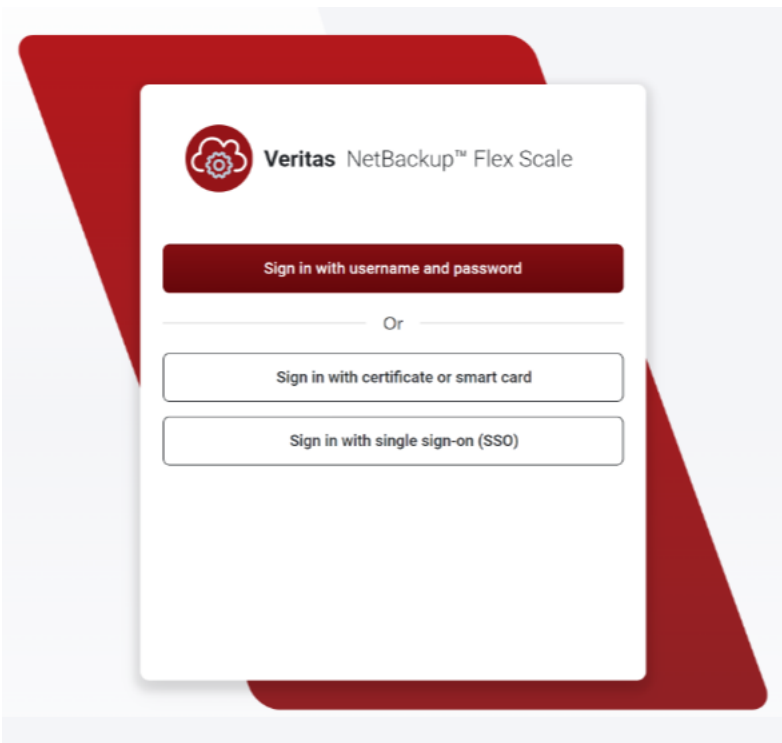 Veritas NetBackup™ Flex Scale
Sign in with username and password
Or
Sign in with certificate or smart card
Sign in with single sign-on (SSO)